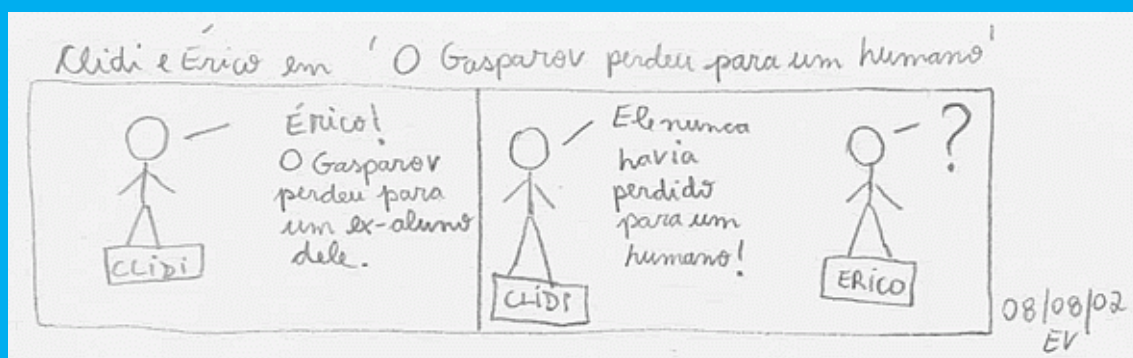 Clidi e Érico em 'O Gasparov perdeu para um humano'
Érico!
O Gasparov
perdeu para
um ex-aluno
dele.
CLiDi
Ele nunca
havia
perdido
para um
humano!
CLiDi
?
ERiCO
08/08/02
EV